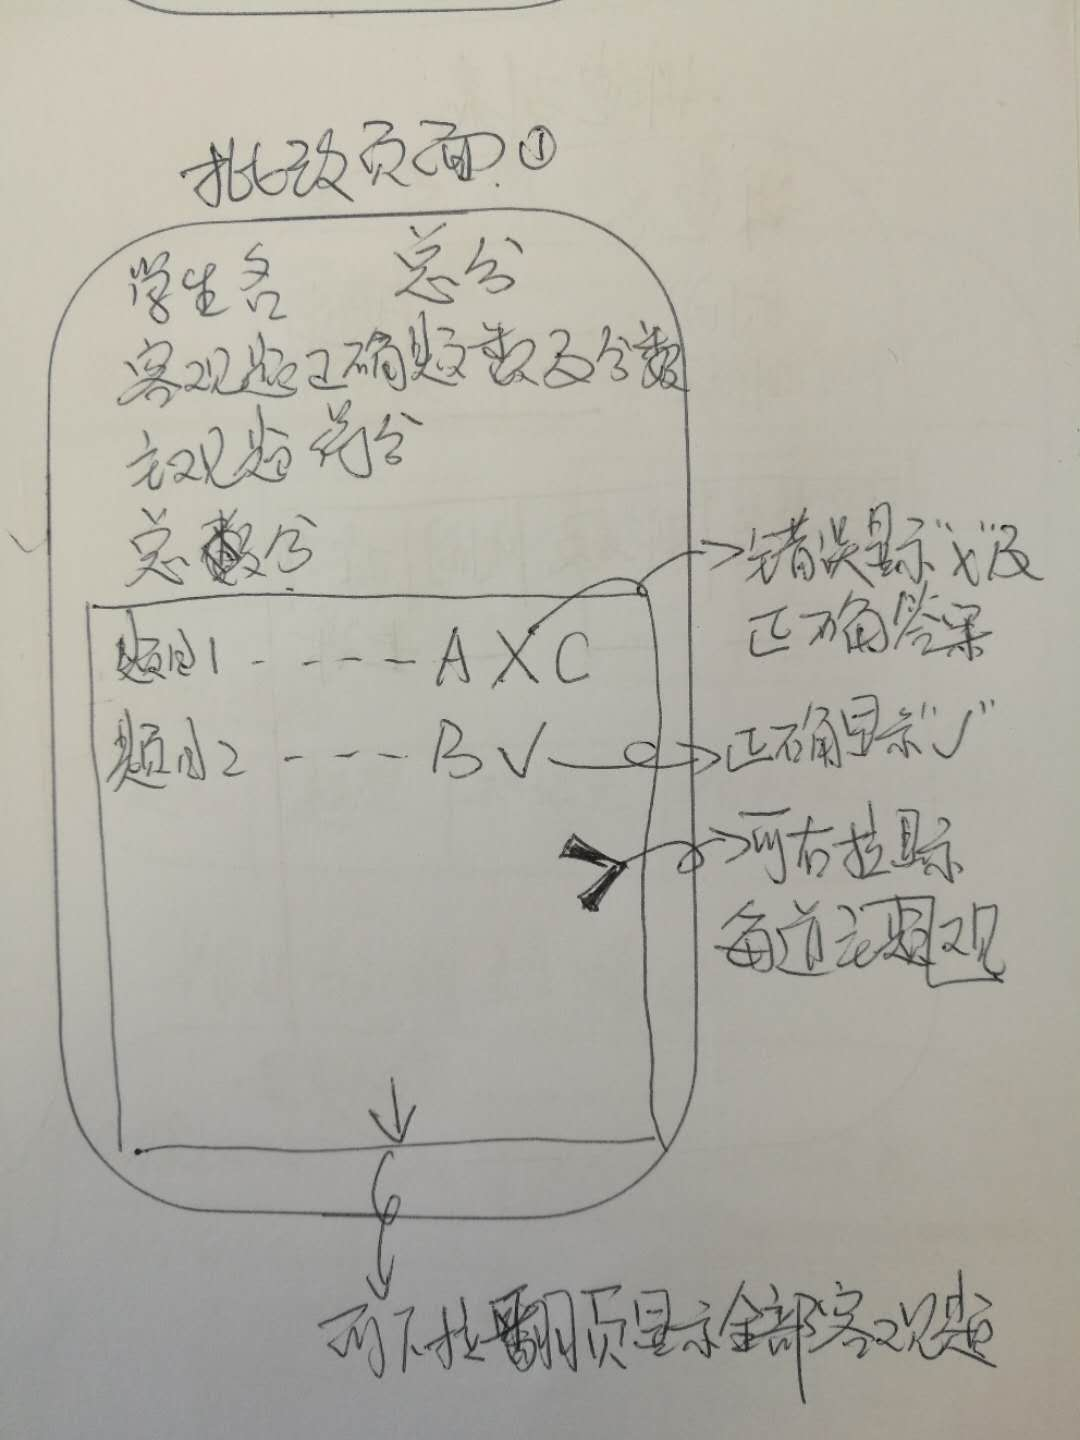 批改页面①
学生名 总分
客观题正确题数及分数
主观题得分
总分
题目1 - - - - - A X C
题目2 - - - - B √
错误显示"X"及
正确答案
正确显示"√"
可右拉显示
每道主观题
可下拉翻页显示全部客观题